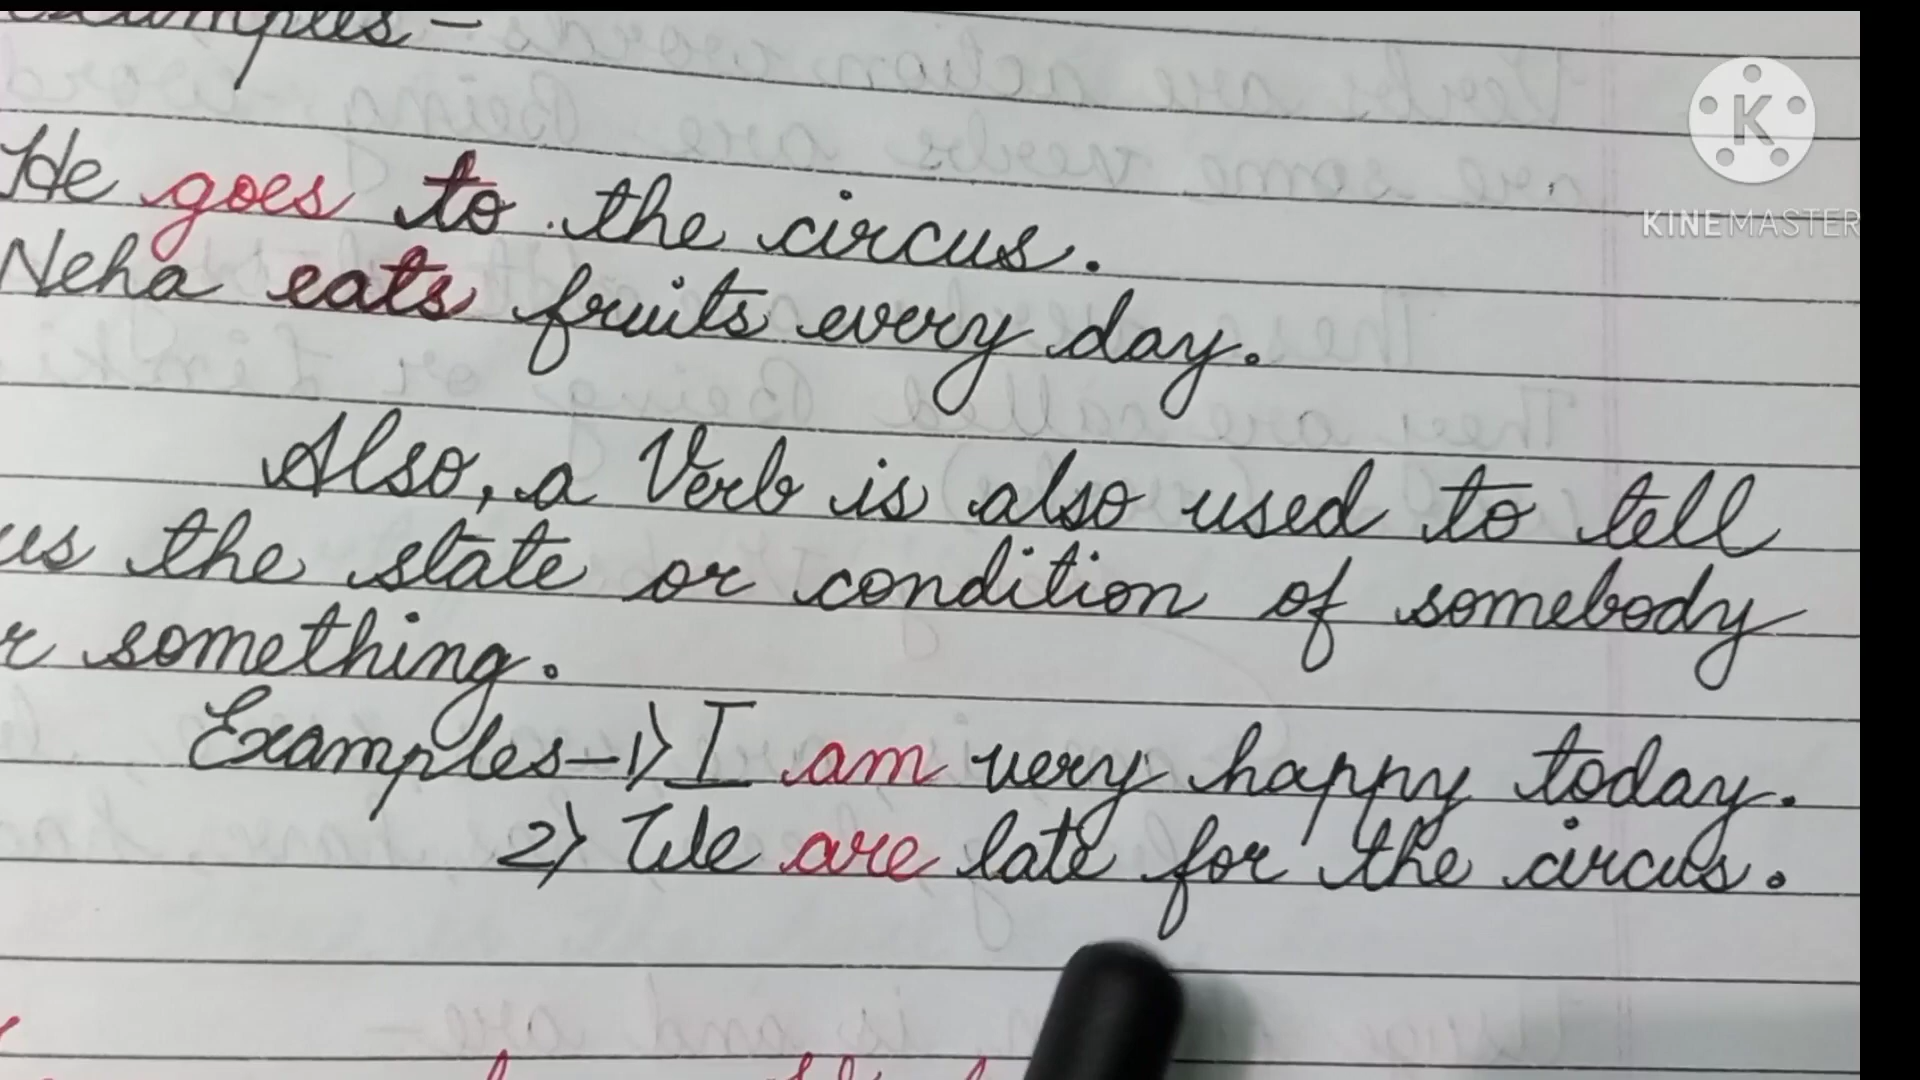 Examples -
He goes to the circus.
Neha eats fruits every day.
Also, a Verb is also used to tell
us the state or condition of somebody
r something.
Examples-1) I am very happy today.
2) We are late for the circus.
K
KINEMASTER